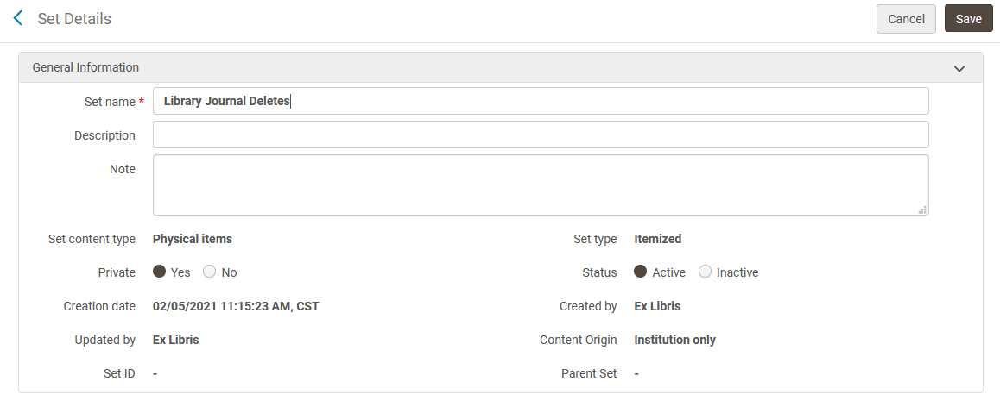 Set Details
Cancel
Save
General Information
Set name *
Library Journal Deletes
Description
Note
Set content type
Physical items
Set type
Itemized
Private
Yes
No
Status
Active
Inactive
Creation date
02/05/2021 11:15:23 AM, CST
Created by
Ex Libris
Updated by
Ex Libris
Content Origin
Institution only
Set ID
-
Parent Set
-